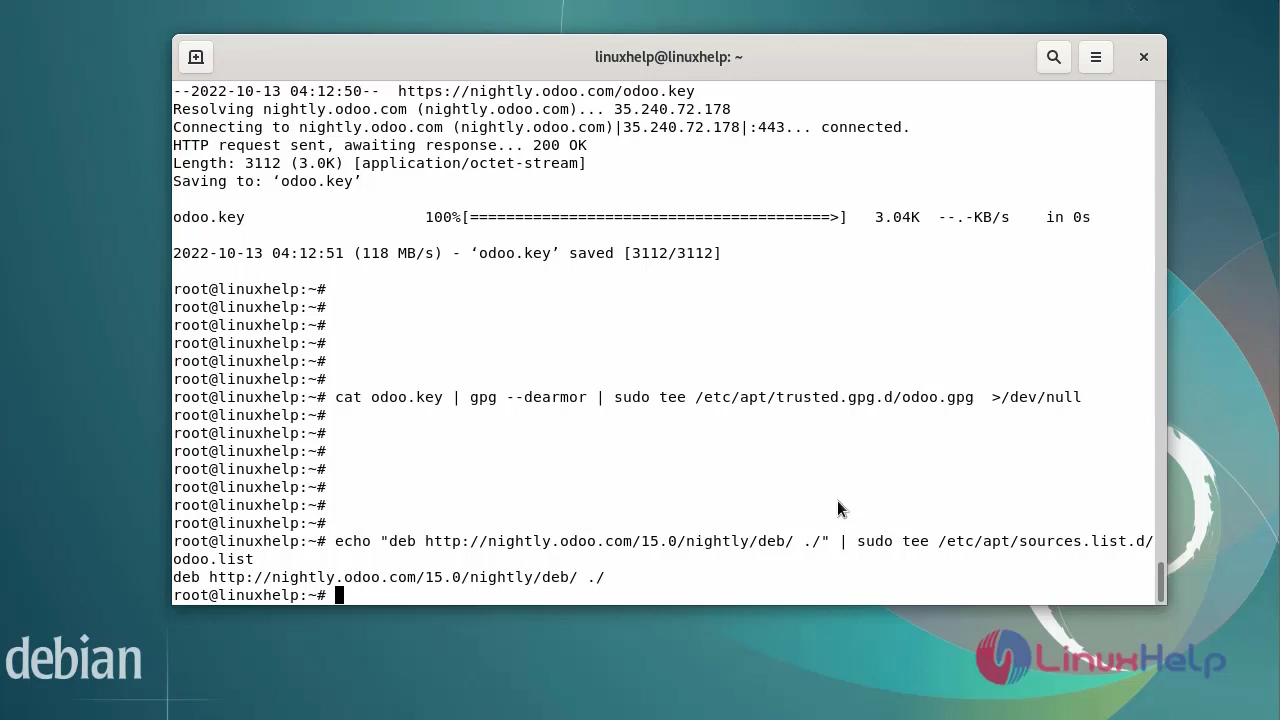 linuxhelp@linuxhelp: ~
--2022-10-13 04:12:50--  https://nightly.odoo.com/odoo.key
Resolving nightly.odoo.com (nightly.odoo.com)... 35.240.72.178
Connecting to nightly.odoo.com (nightly.odoo.com)|35.240.72.178|:443... connected.
HTTP request sent, awaiting response... 200 OK
Length: 3112 (3.0K) [application/octet-stream]
Saving to: ‘odoo.key’
odoo.key                    100%[========================================>]   3.04K  --.-KB/s    in 0s
2022-10-13 04:12:51 (118 MB/s) - ‘odoo.key’ saved [3112/3112]
root@linuxhelp:~#
root@linuxhelp:~#
root@linuxhelp:~#
root@linuxhelp:~#
root@linuxhelp:~#
root@linuxhelp:~#
root@linuxhelp:~# cat odoo.key | gpg --dearmor | sudo tee /etc/apt/trusted.gpg.d/odoo.gpg  >/dev/null
root@linuxhelp:~#
root@linuxhelp:~#
root@linuxhelp:~#
root@linuxhelp:~#
root@linuxhelp:~#
root@linuxhelp:~#
root@linuxhelp:~#
root@linuxhelp:~# echo "deb http://nightly.odoo.com/15.0/nightly/deb/ ./" | sudo tee /etc/apt/sources.list.d/
odoo.list
deb http://nightly.odoo.com/15.0/nightly/deb/ ./
root@linuxhelp:~#
debian
LinuxHelp